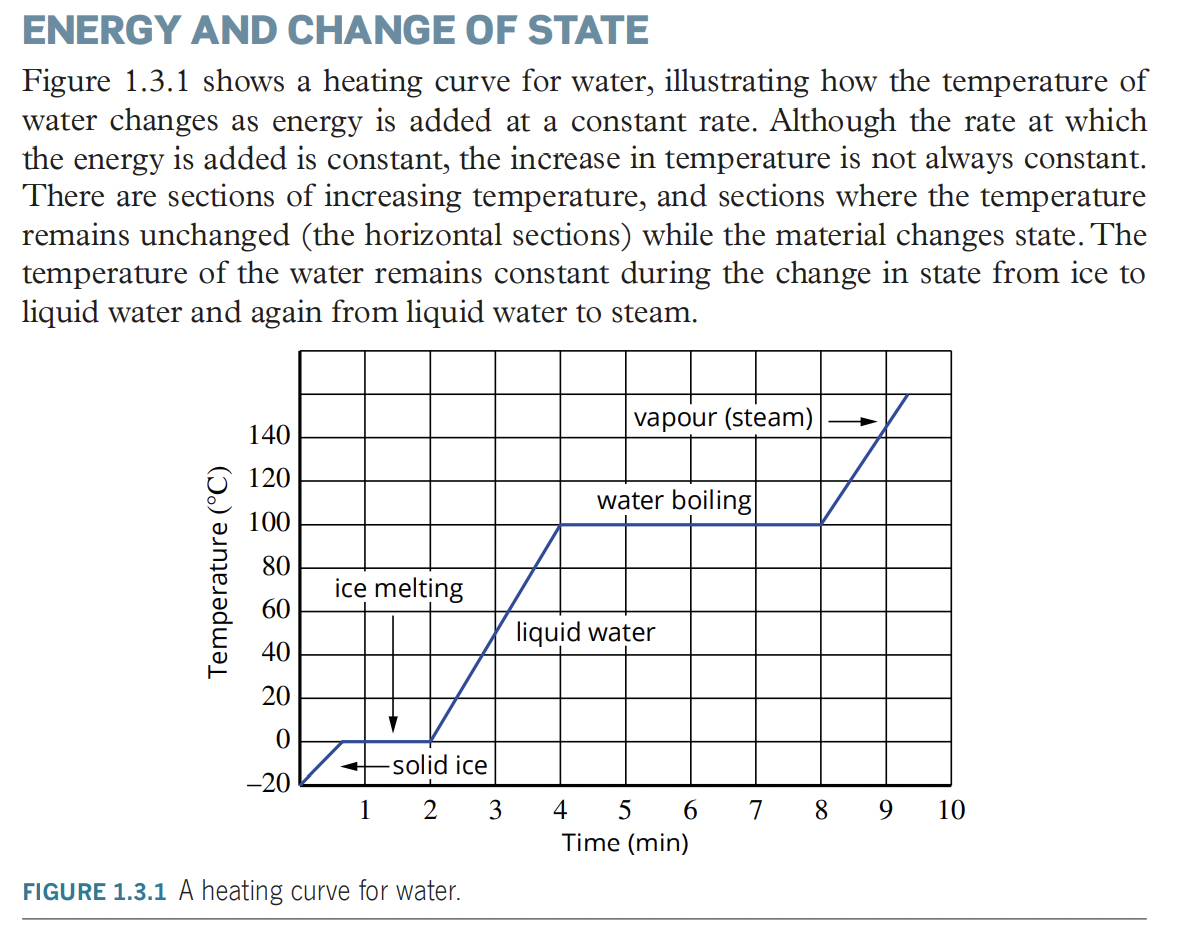 ENERGY AND CHANGE OF STATE
Figure 1.3.1 shows a heating curve for water, illustrating how the temperature of
water changes as energy is added at a constant rate. Although the rate at which
the energy is added is constant, the increase in temperature is not always constant.
There are sections of increasing temperature, and sections where the temperature
remains unchanged (the horizontal sections) while the material changes state. The
temperature of the water remains constant during the change in state from ice to
liquid water and again from liquid water to steam.
vapour (steam)
140
120
water boiling
100
80
ice melting
60
liquid water
40
20
0
solid ice
–20
Temperature (°C)
1 2 3 4 5 6 7 8 9 10
Time (min)
FIGURE 1.3.1 A heating curve for water.